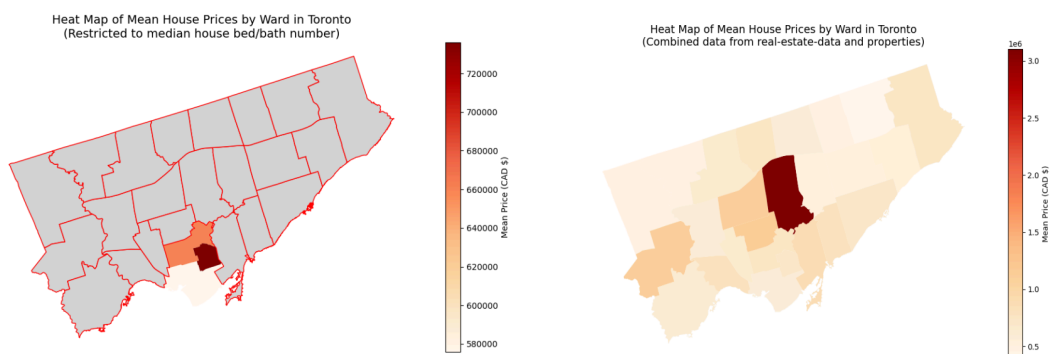 Heat Map of Mean House Prices by Ward in Toronto
(Restricted to median house bed/bath number)
720000
700000
680000
660000
640000
620000
600000
580000
Mean Price (CAD $)
Heat Map of Mean House Prices by Ward in Toronto
(Combined data from real-estate-data and properties)
1e6
3.0
2.5
2.0
1.5
1.0
0.5
Mean Price (CAD $)